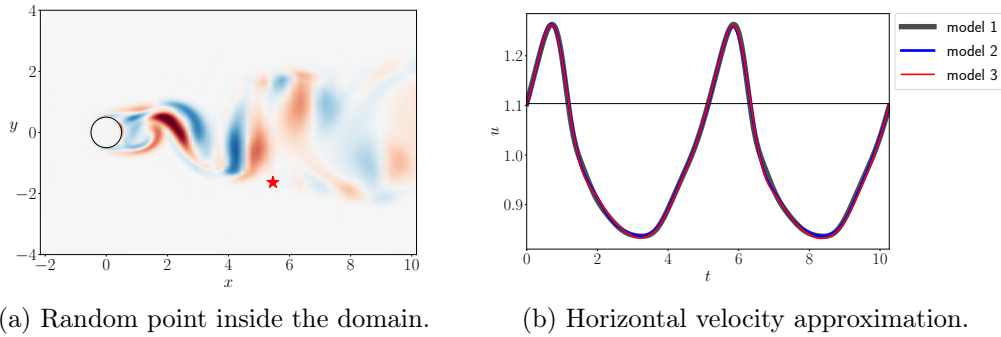 4
2
0
−2
−4
y
−2 0 2 4 6 8 10
x
1.2
1.1
1.0
0.9
u
0 2 4 6 8 10
t
model 1
model 2
model 3
a) Random point inside the domain.
(b) Horizontal velocity approximation.